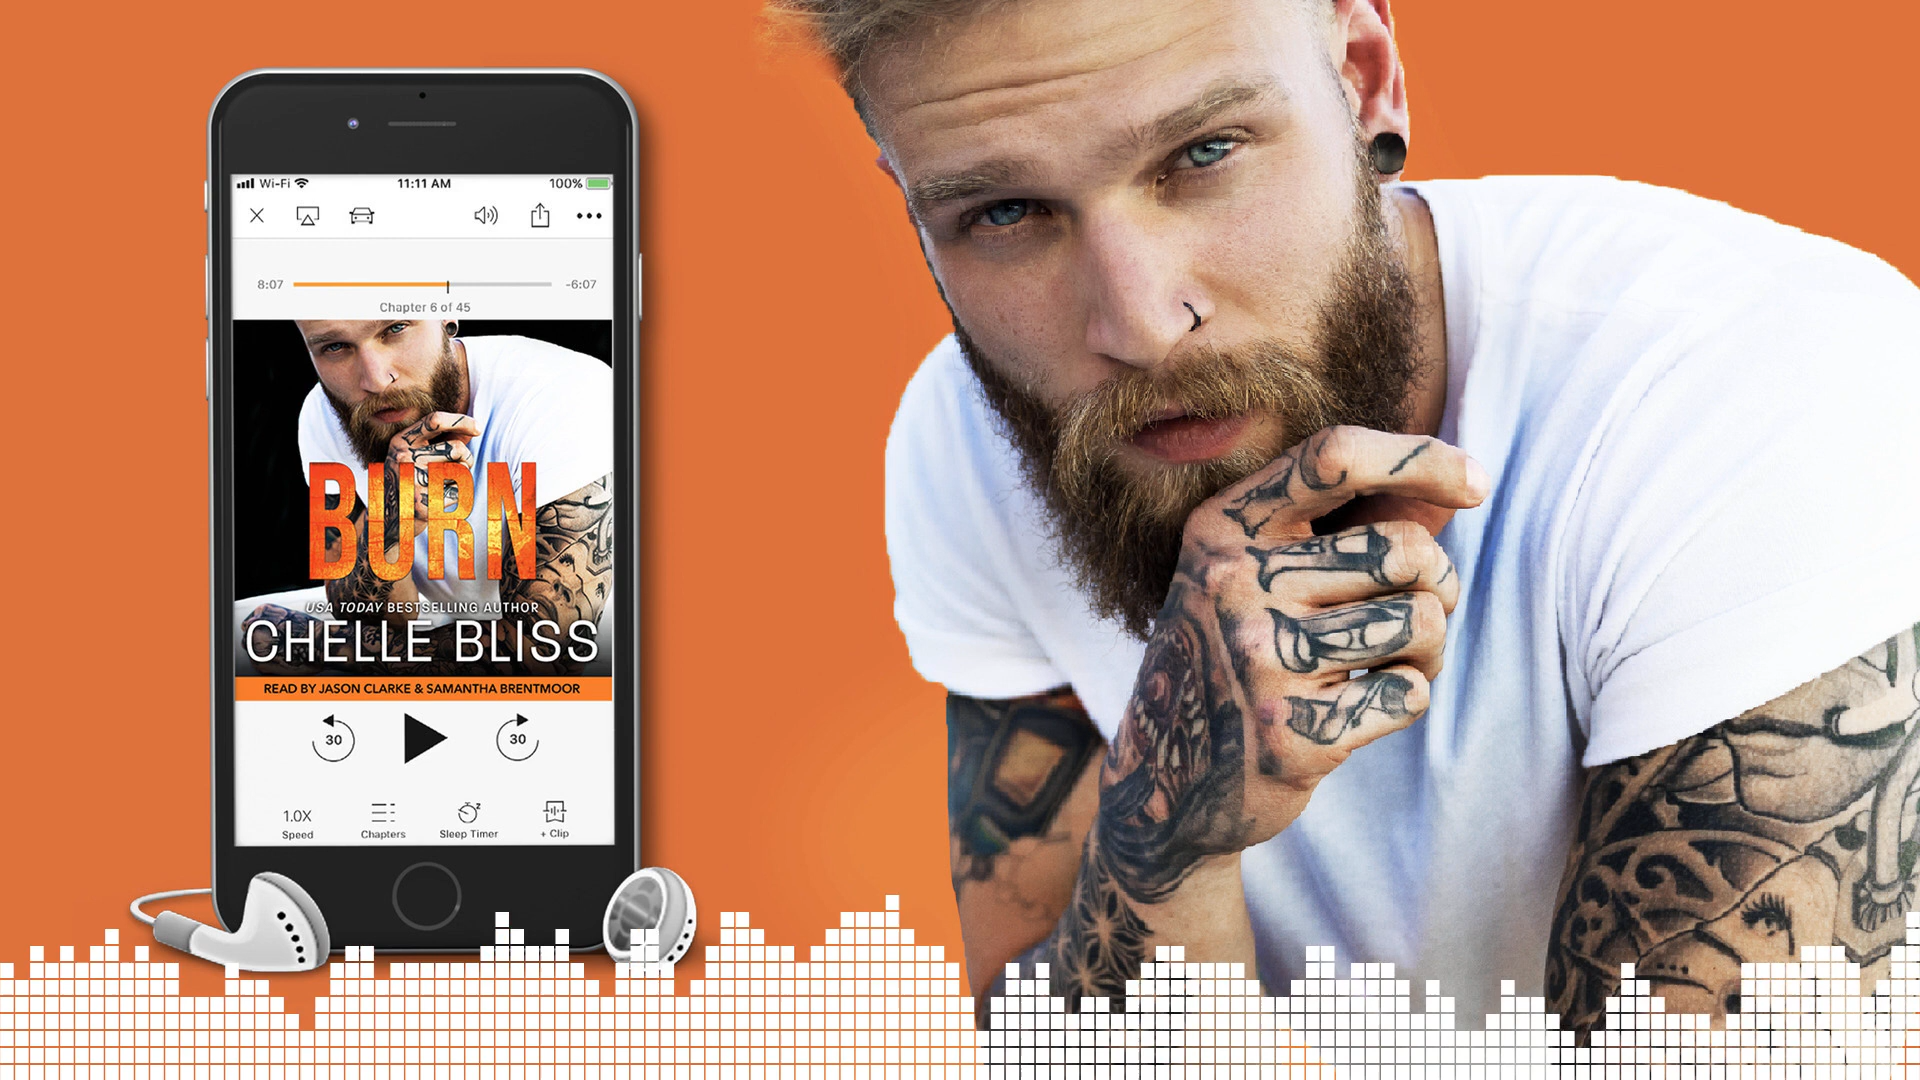 Wi-Fi 11:11 AM 100%
8:07 -6:07
Chapter 6 of 45
BURN
USA TODAY BESTSELLING AUTHOR
CHELLE BLISS
READ BY JASON CLARKE & SAMANTHA BRENTMOOR
30 30
1.0X
Speed Chapters Sleep Timer + Clip